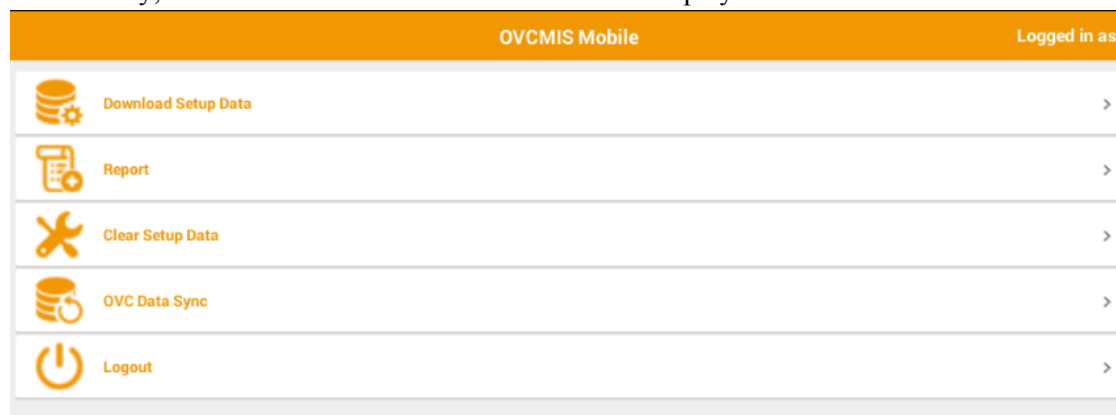 OVCMIS Mobile
Logged in as
Download Setup Data
Report
Clear Setup Data
OVC Data Sync
Logout